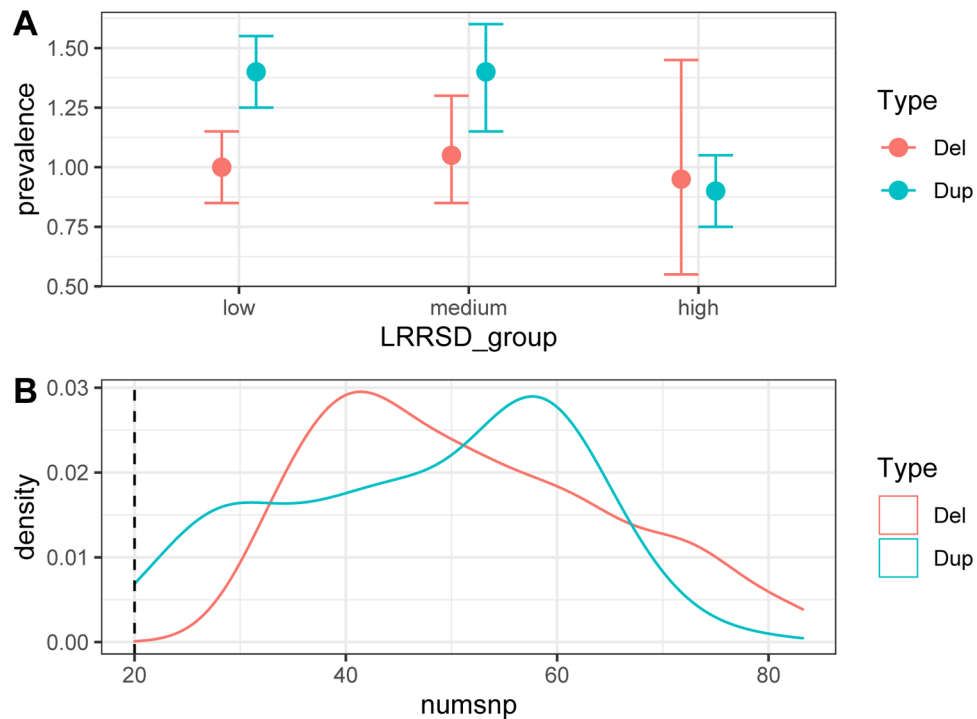 A
prevalence
1.50
1.25
1.00
0.75
0.50
low medium high
LRRSD_group
Type
Del
Dup
B
density
0.03
0.02
0.01
0.00
20 40 60 80
numsnp
Type
Del
Dup